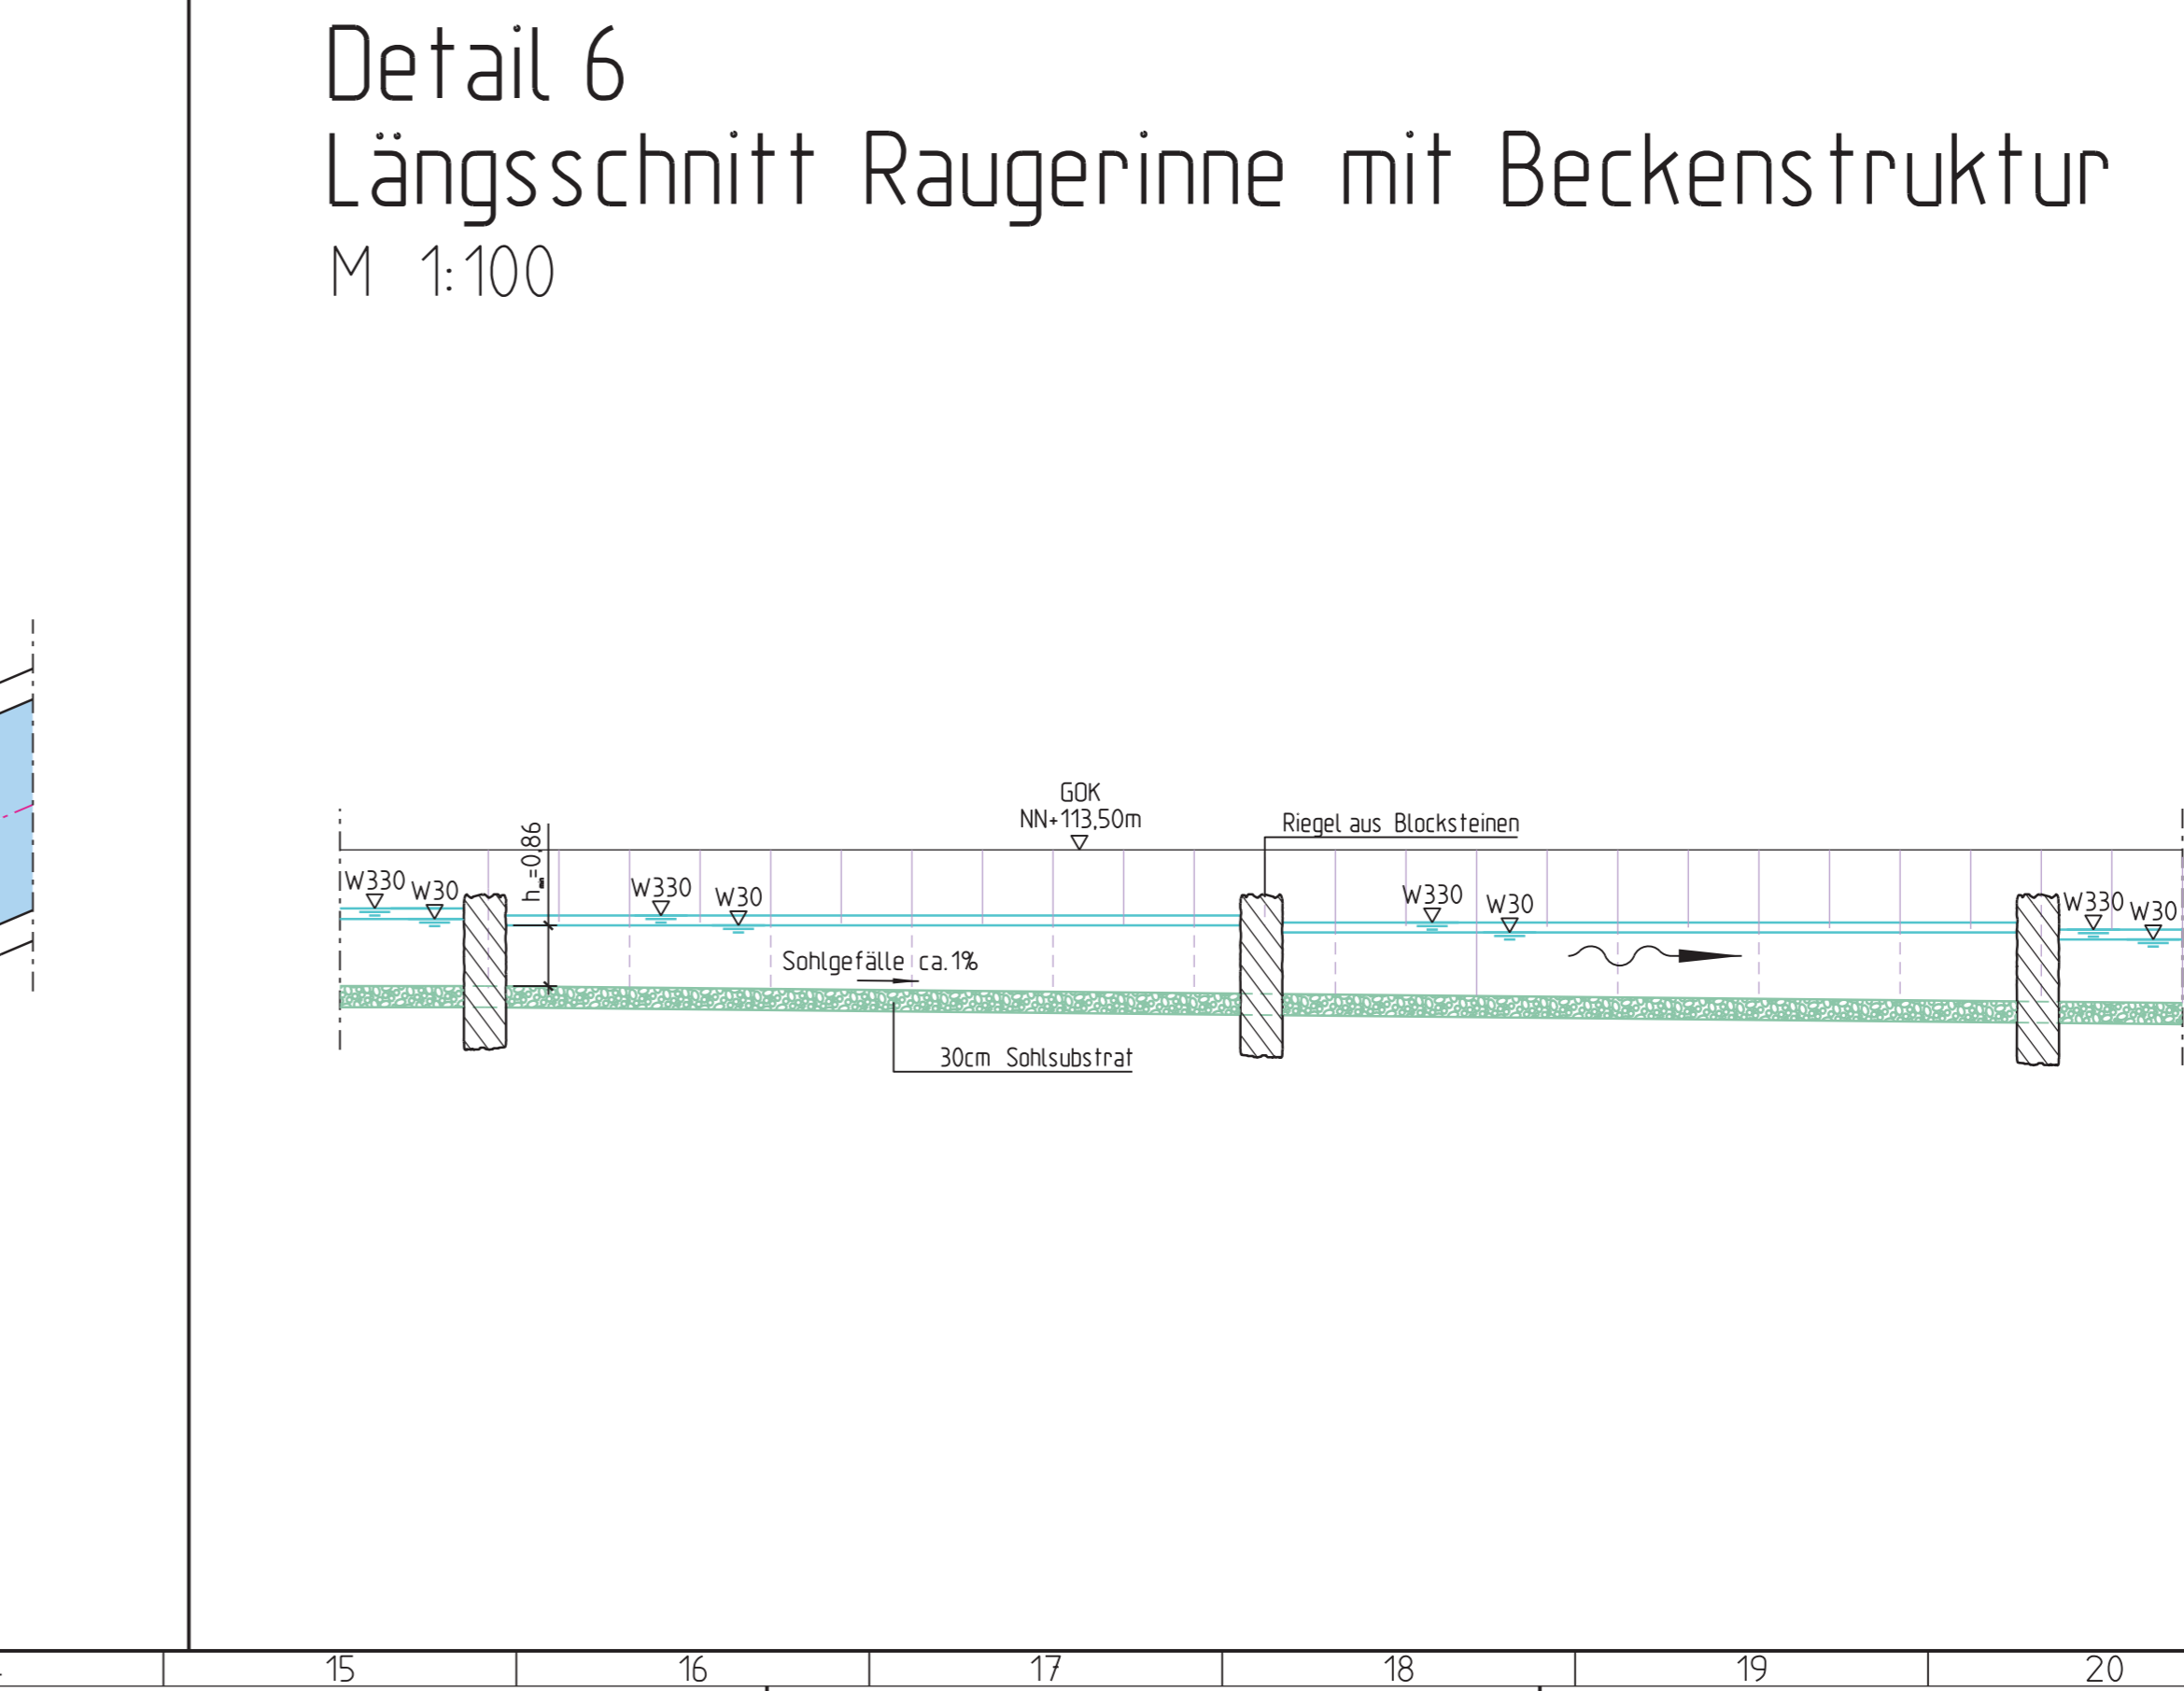 Detail 6
Längsschnitt Raugerinne mit Beckenstruktur
M 1:100
GOK
NN+113,50m
Riegel aus Blocksteinen
h =0,86
W330 W30
W330 W30
W330 W30
W330 W30
Sohlgefälle ca.1%
30cm Sohlsubstrat
15 16 17 18 19 20